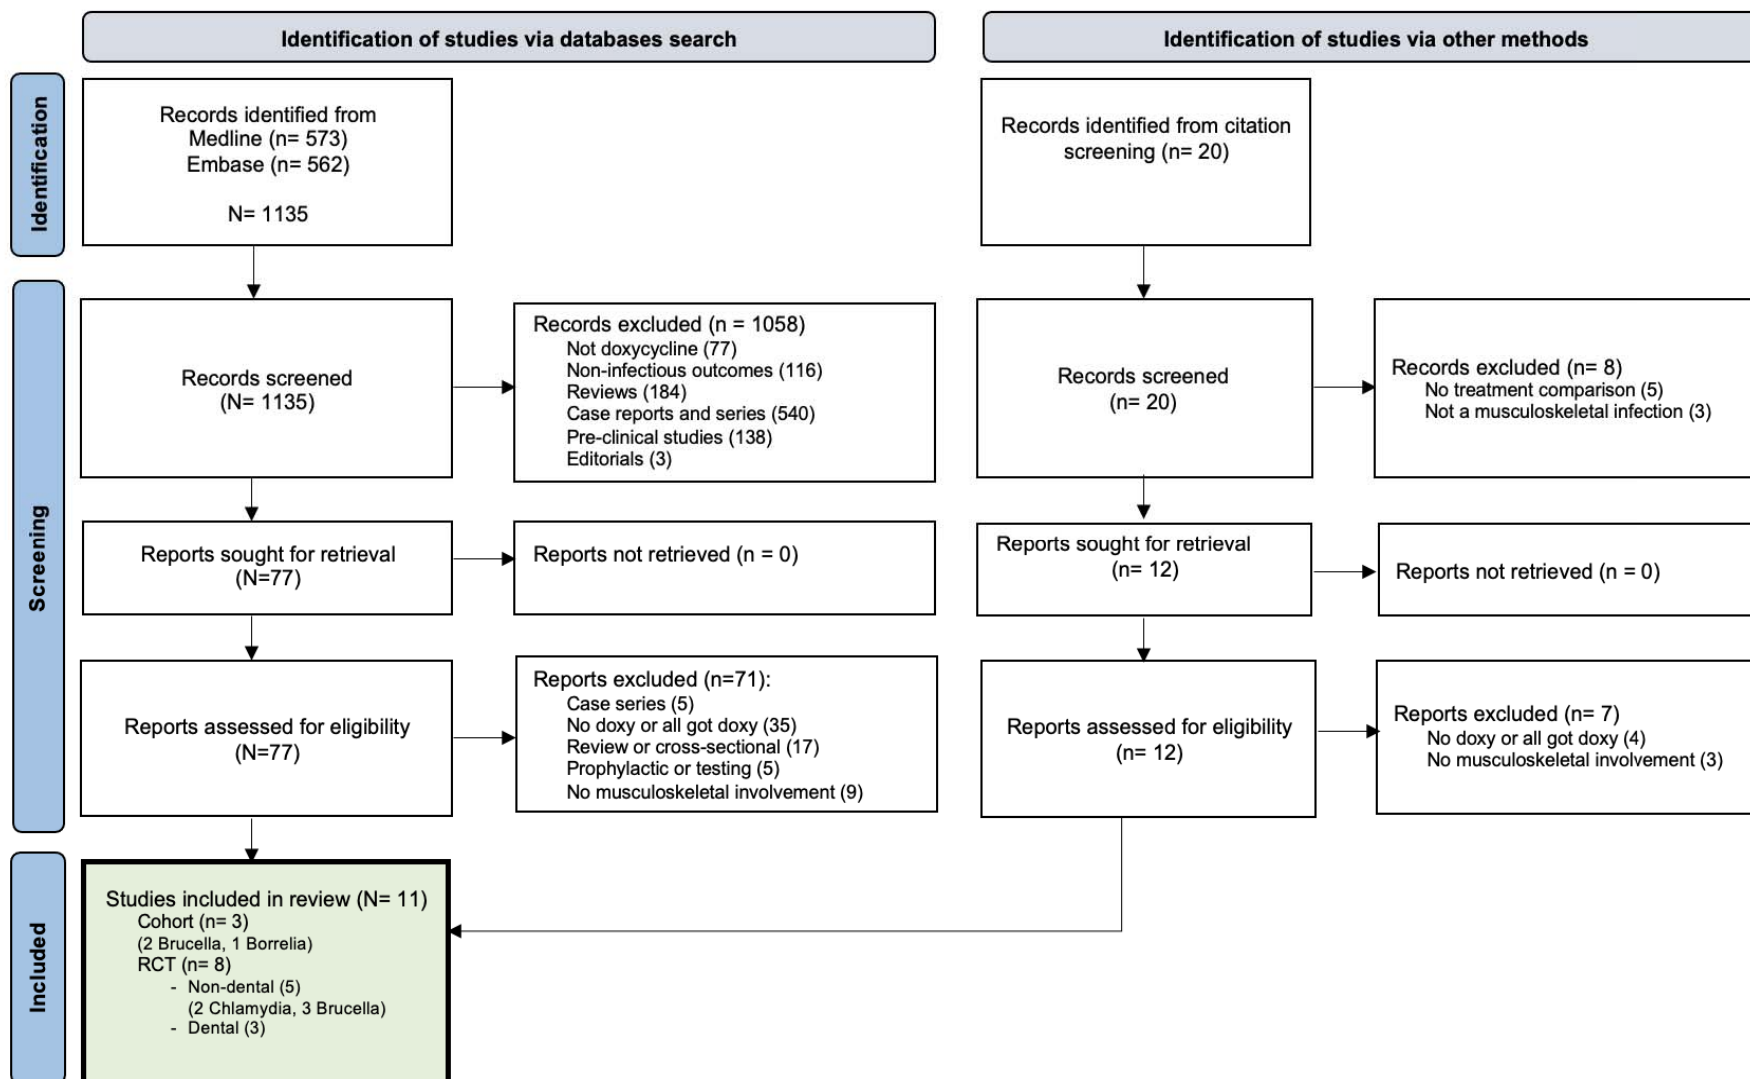 Identification of studies via databases search
Identification of studies via other methods
Identification
Records identified from
Medline (n= 573)
Embase (n= 562)
N= 1135
Records identified from citation
screening (n= 20)
Screening
Records screened
(N= 1135)
Records excluded (n = 1058)
Not doxycycline (77)
Non-infectious outcomes (116)
Reviews (184)
Case reports and series (540)
Pre-clinical studies (138)
Editorials (3)
Records screened
(n= 20)
Records excluded (n= 8)
No treatment comparison (5)
Not a musculoskeletal infection (3)
Reports sought for retrieval
(N=77)
Reports not retrieved (n = 0)
Reports sought for retrieval
(n= 12)
Reports not retrieved (n = 0)
Reports assessed for eligibility
(N=77)
Reports excluded (n=71):
Case series (5)
No doxy or all got doxy (35)
Review or cross-sectional (17)
Prophylactic or testing (5)
No musculoskeletal involvement (9)
Reports assessed for eligibility
(n= 12)
Reports excluded (n= 7)
No doxy or all got doxy (4)
No musculoskeletal involvement (3)
Included
Studies included in review (N= 11)
Cohort (n= 3)
(2 Brucella, 1 Borrelia)
RCT (n= 8)
- Non-dental (5)
(2 Chlamydia, 3 Brucella)
- Dental (3)